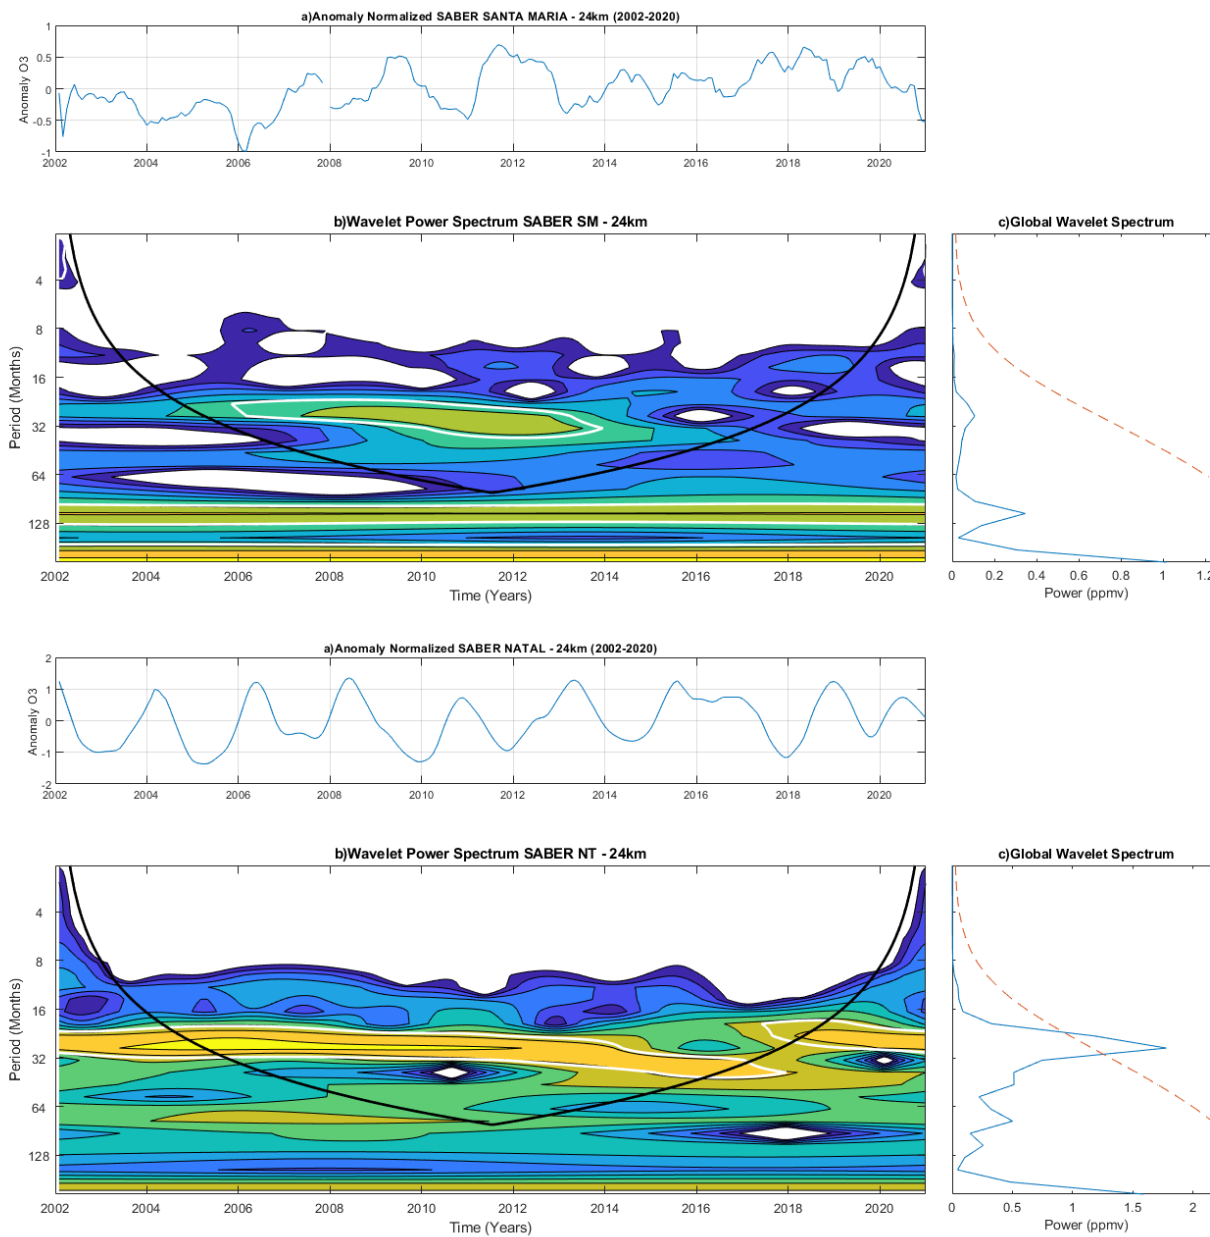 a)Anomaly Normalized SABER SANTA MARIA - 24km (2002-2020)
Anomaly O3
1
0.5
0
-0.5
-1
2002 2004 2006 2008 2010 2012 2014 2016 2018 2020
b)Wavelet Power Spectrum SABER SM - 24km
Period (Months)
4
8
16
32
64
128
2002 2004 2006 2008 2010 2012 2014 2016 2018 2020
Time (Years)
c)Global Wavelet Spectrum
0 0.2 0.4 0.6 0.8 1 1.2
Power (ppmv)
a)Anomaly Normalized SABER NATAL - 24km (2002-2020)
Anomaly O3
2
1
0
-1
-2
2002 2004 2006 2008 2010 2012 2014 2016 2018 2020
b)Wavelet Power Spectrum SABER NT - 24km
Period (Months)
4
8
16
32
64
128
2002 2004 2006 2008 2010 2012 2014 2016 2018 2020
Time (Years)
c)Global Wavelet Spectrum
0 0.5 1 1.5 2
Power (ppmv)